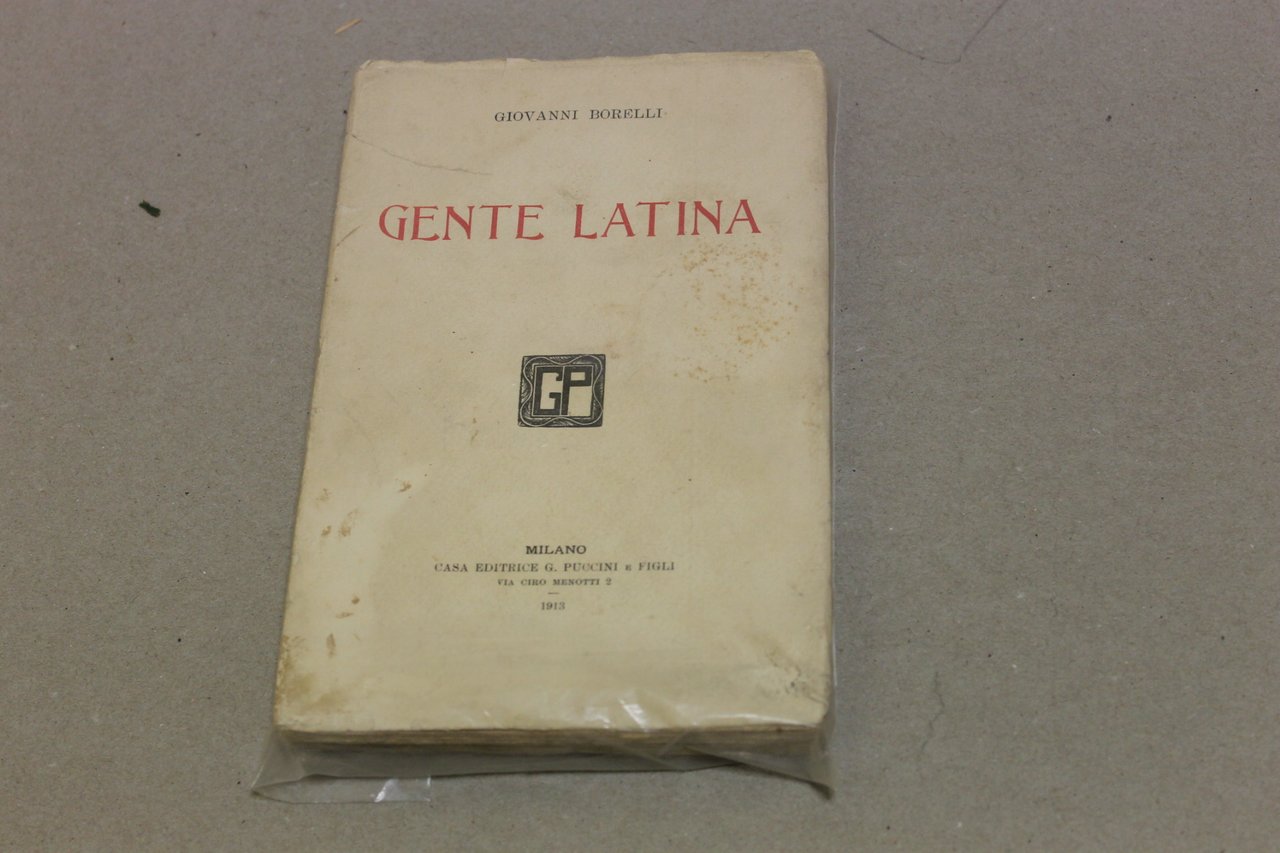 GIOVANNI BORELLI
GENTE LATINA
GP
MILANO
CASA EDITRICE G. PUCCINI E FIGLI
VIA CIRO MENOTTI 2
1913